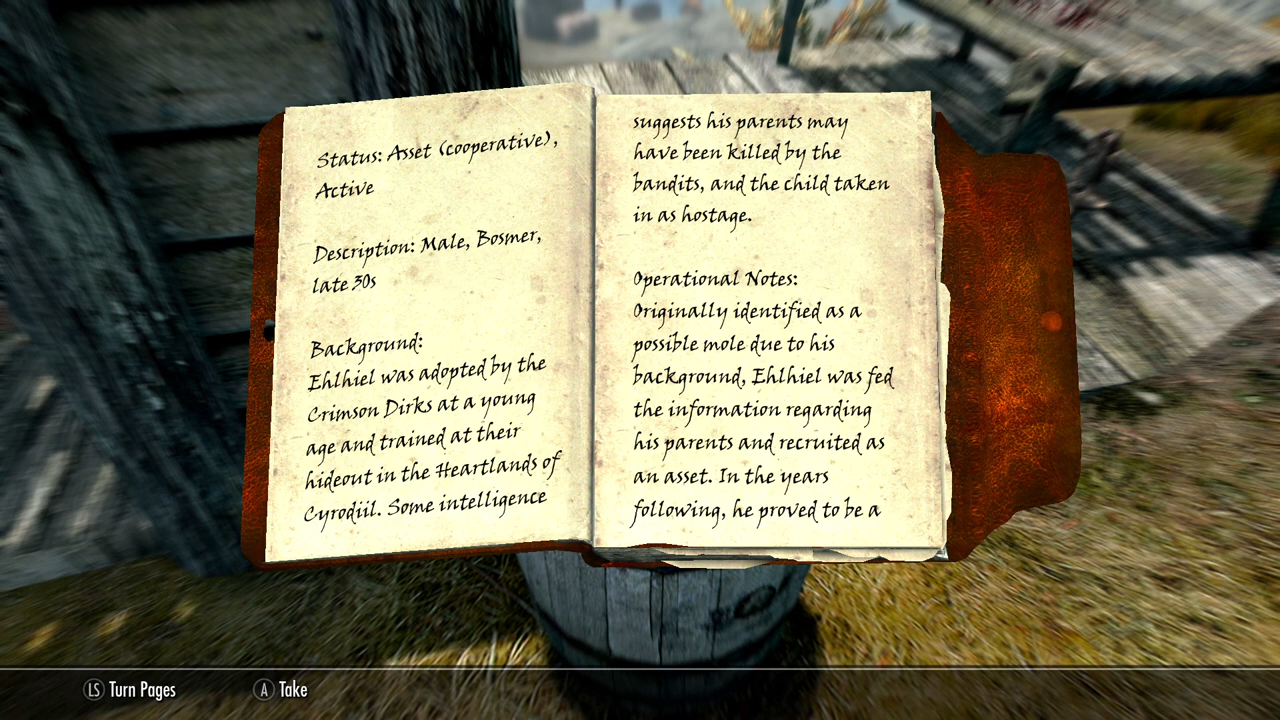 Status: Asset (cooperative),
Active
Description: Male, Bosmer,
late 30s
Background:
Ehlhiel was adopted by the
Crimson Dirks at a young
age and trained at their
hideout in the Heartlands of
Cyrodiil. Some intelligence
suggests his parents may
have been killed by the
bandits, and the child taken
in as hostage.
Operational Notes:
Originally identified as a
possible mole due to his
background, Ehlhiel was fed
the information regarding
his parents and recruited as
an asset. In the years
following, he proved to be a
LS Turn Pages
A Take